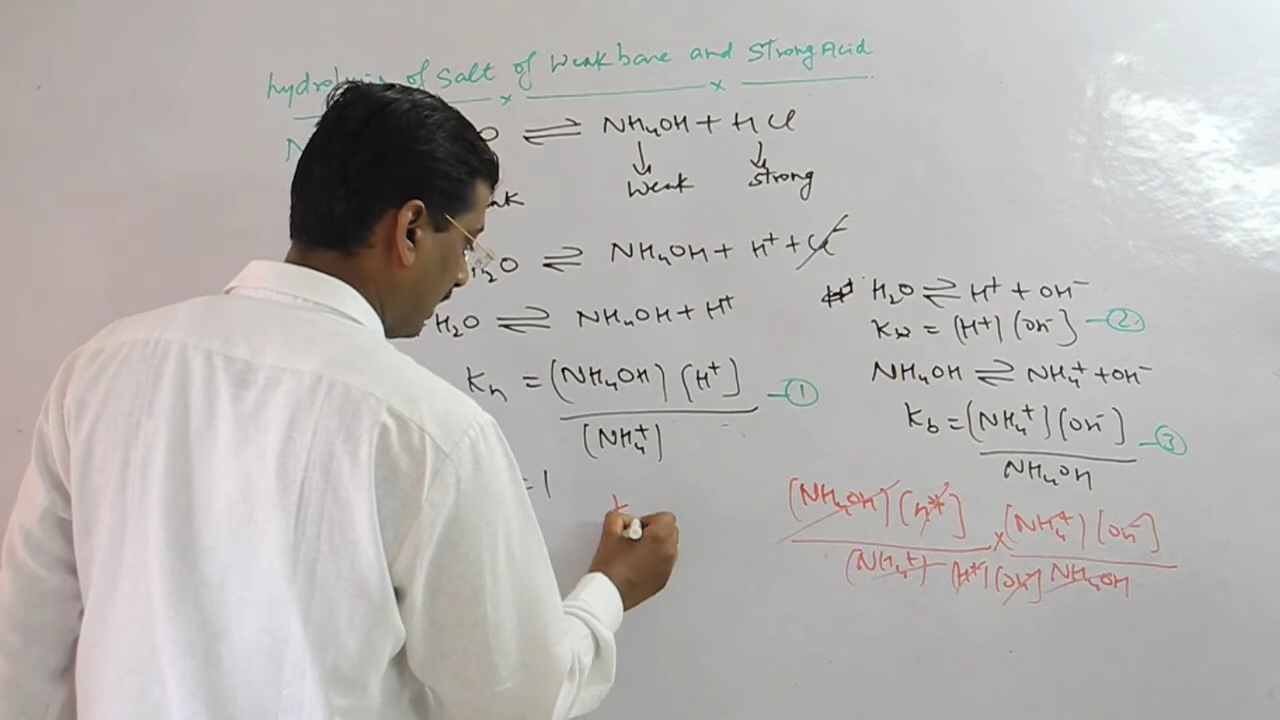 hydrolysis of Salt of Weak base and Strong Acid
O ⇌ NH₄OH + HCl
↓ ↓
Weak strong
H₂O ⇌ NH₄OH + H⁺ + Cl⁻
H₂O ⇌ NH₄OH + H⁺
Kh = (NH₄OH) (H⁺] —①
(NH₄⁺)
= 1
H₂O ⇌ H⁺ + OH⁻
Kw = (H⁺) (OH⁻] —②
NH₄OH ⇌ NH₄⁺ + OH⁻
Kb = (NH₄⁺) (OH⁻) —③
NH₄OH
(NH₄OH) (H⁺] × (NH₄⁺) (OH⁻]
(NH₄⁺) (H⁺) (OH⁻] NH₄OH